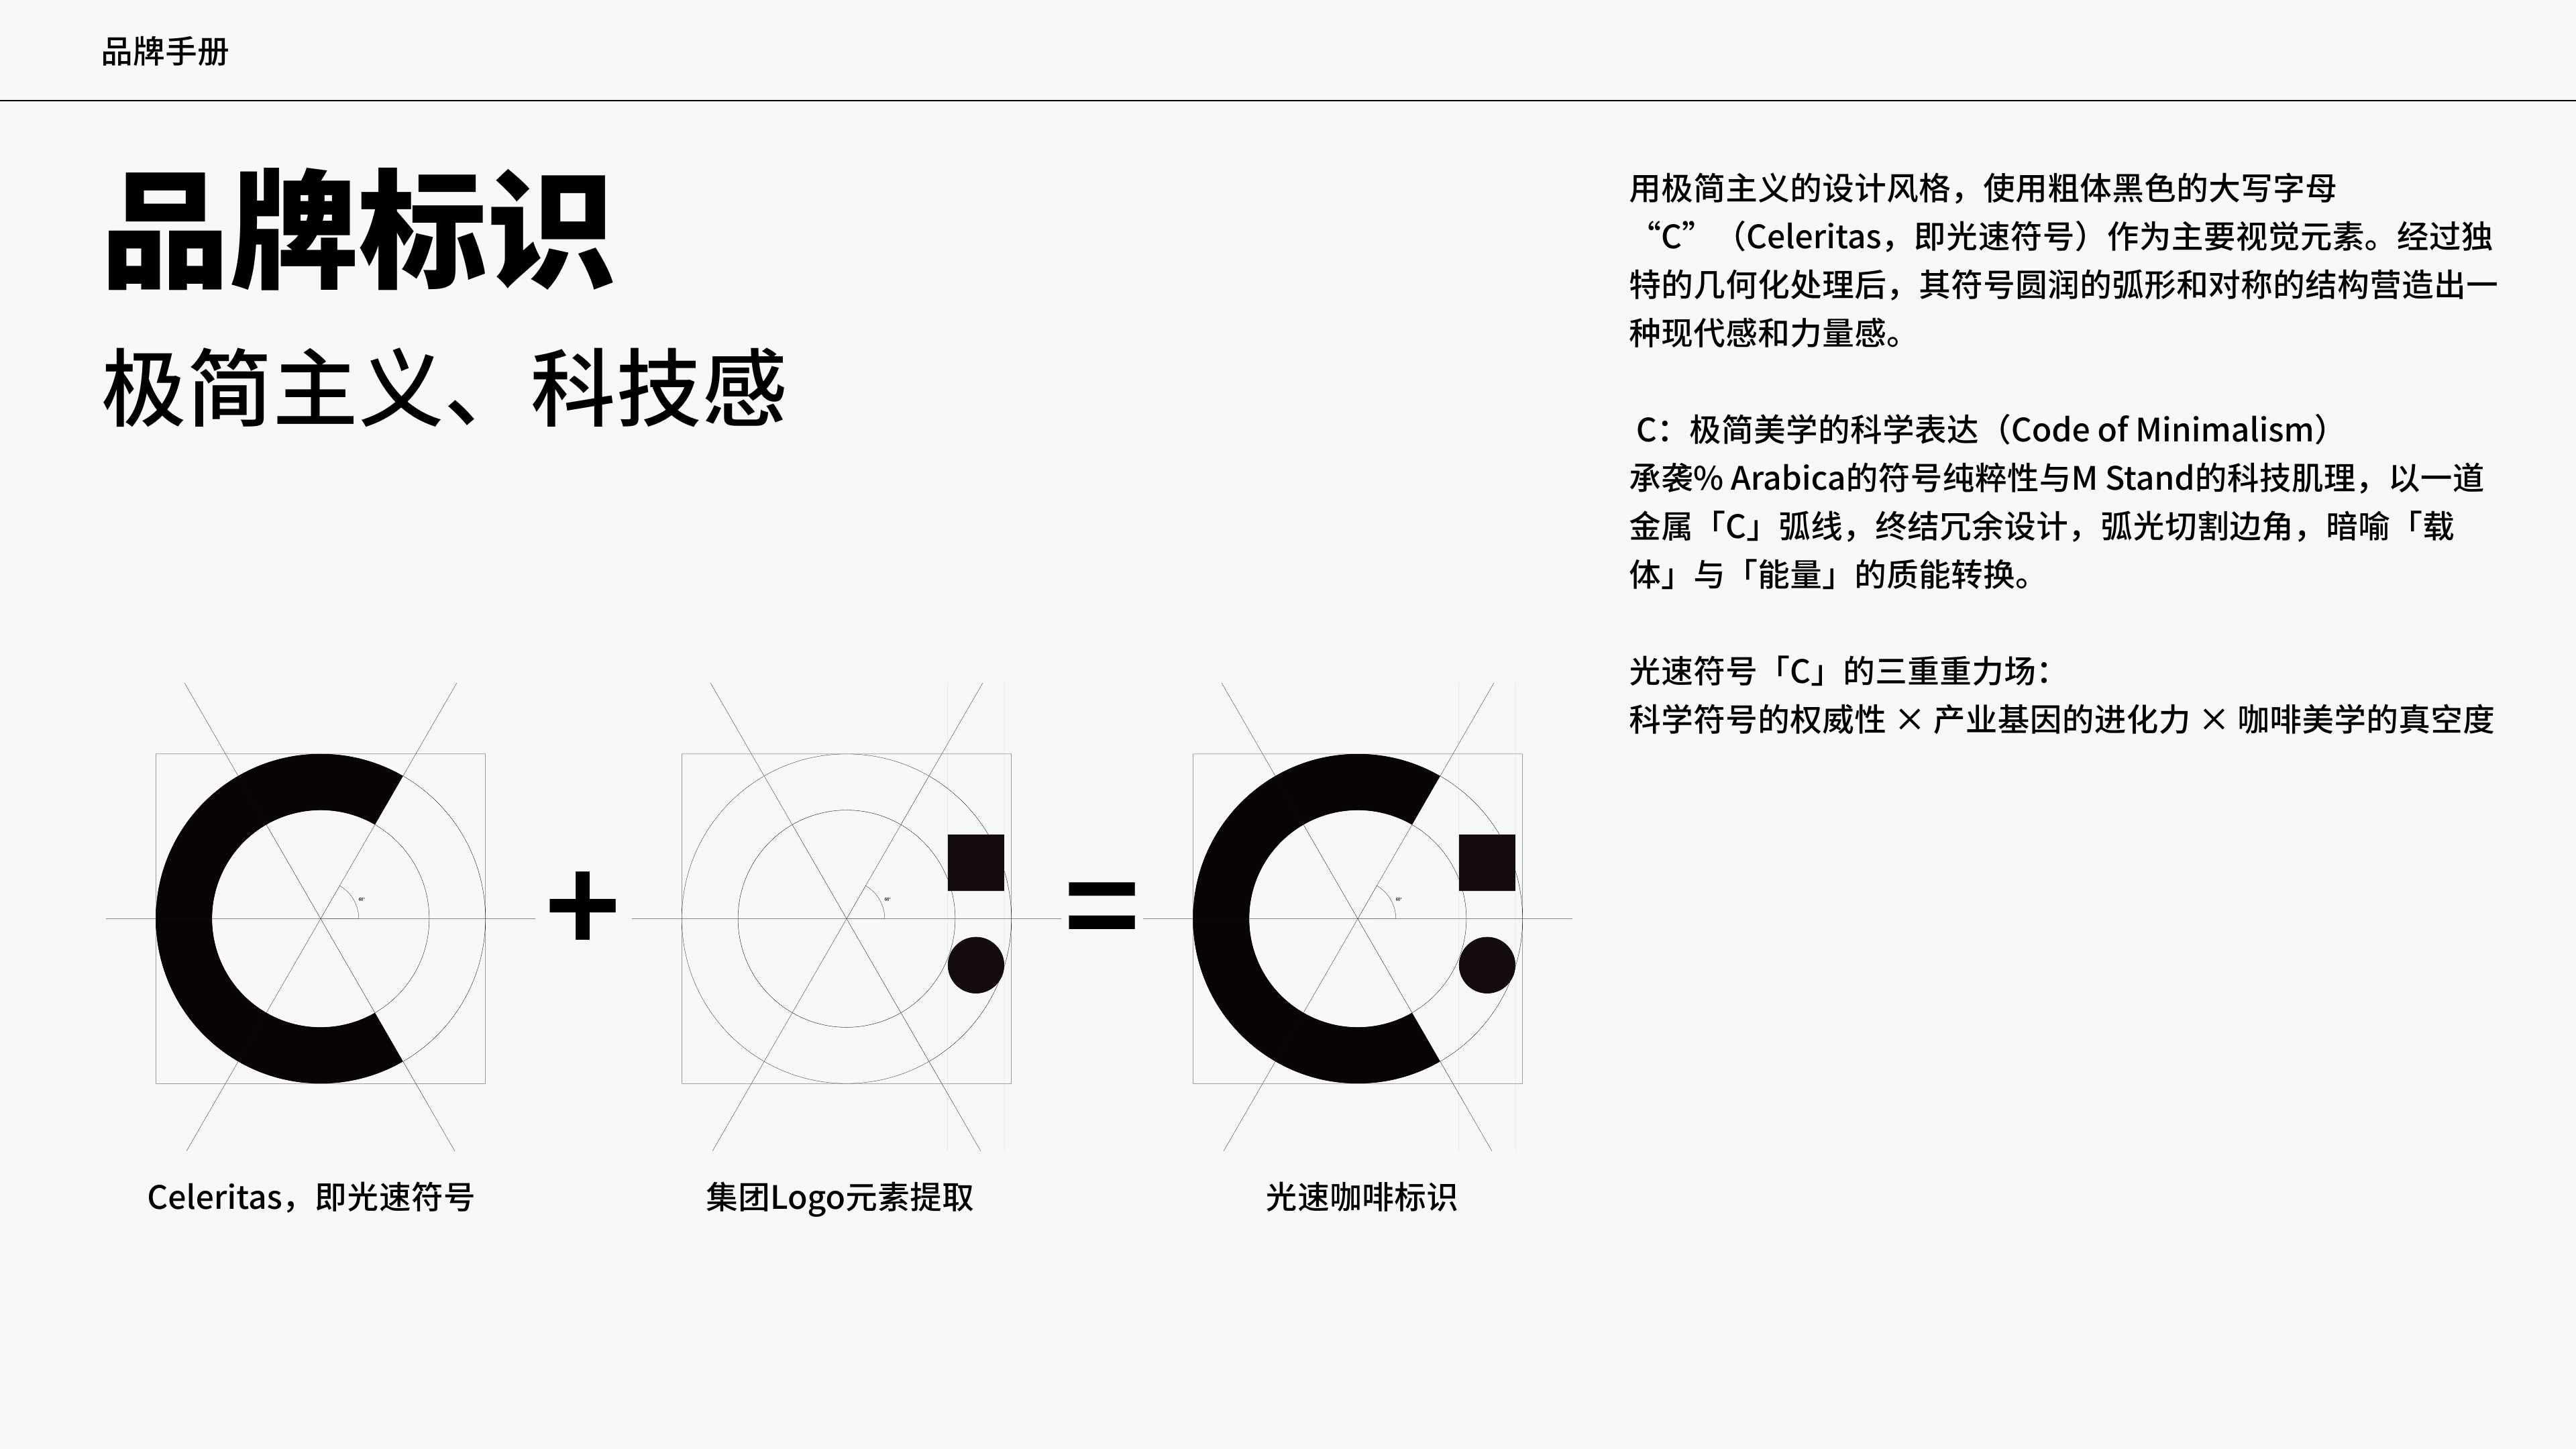 品牌手册
品牌标识
极简主义、科技感
用极简主义的设计风格，使用粗体黑色的大写字母
“C”（Celeritas，即光速符号）作为主要视觉元素。经过独
特的几何化处理后，其符号圆润的弧形和对称的结构营造出一
种现代感和力量感。
C：极简美学的科学表达（Code of Minimalism）
承袭% Arabica的符号纯粹性与M Stand的科技肌理，以一道
金属「C」弧线，终结冗余设计，弧光切割边角，暗喻「载
体」与「能量」的质能转换。
光速符号「C」的三重重力场：
科学符号的权威性 × 产业基因的进化力 × 咖啡美学的真空度
+
=
Celeritas，即光速符号
集团Logo元素提取
光速咖啡标识